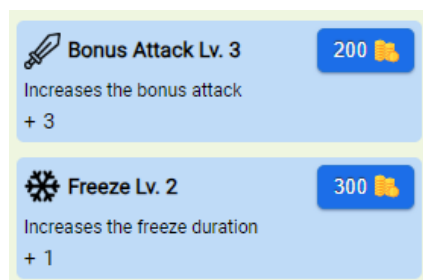 Bonus Attack Lv. 3 200
Increases the bonus attack
+ 3
Freeze Lv. 2 300
Increases the freeze duration
+ 1